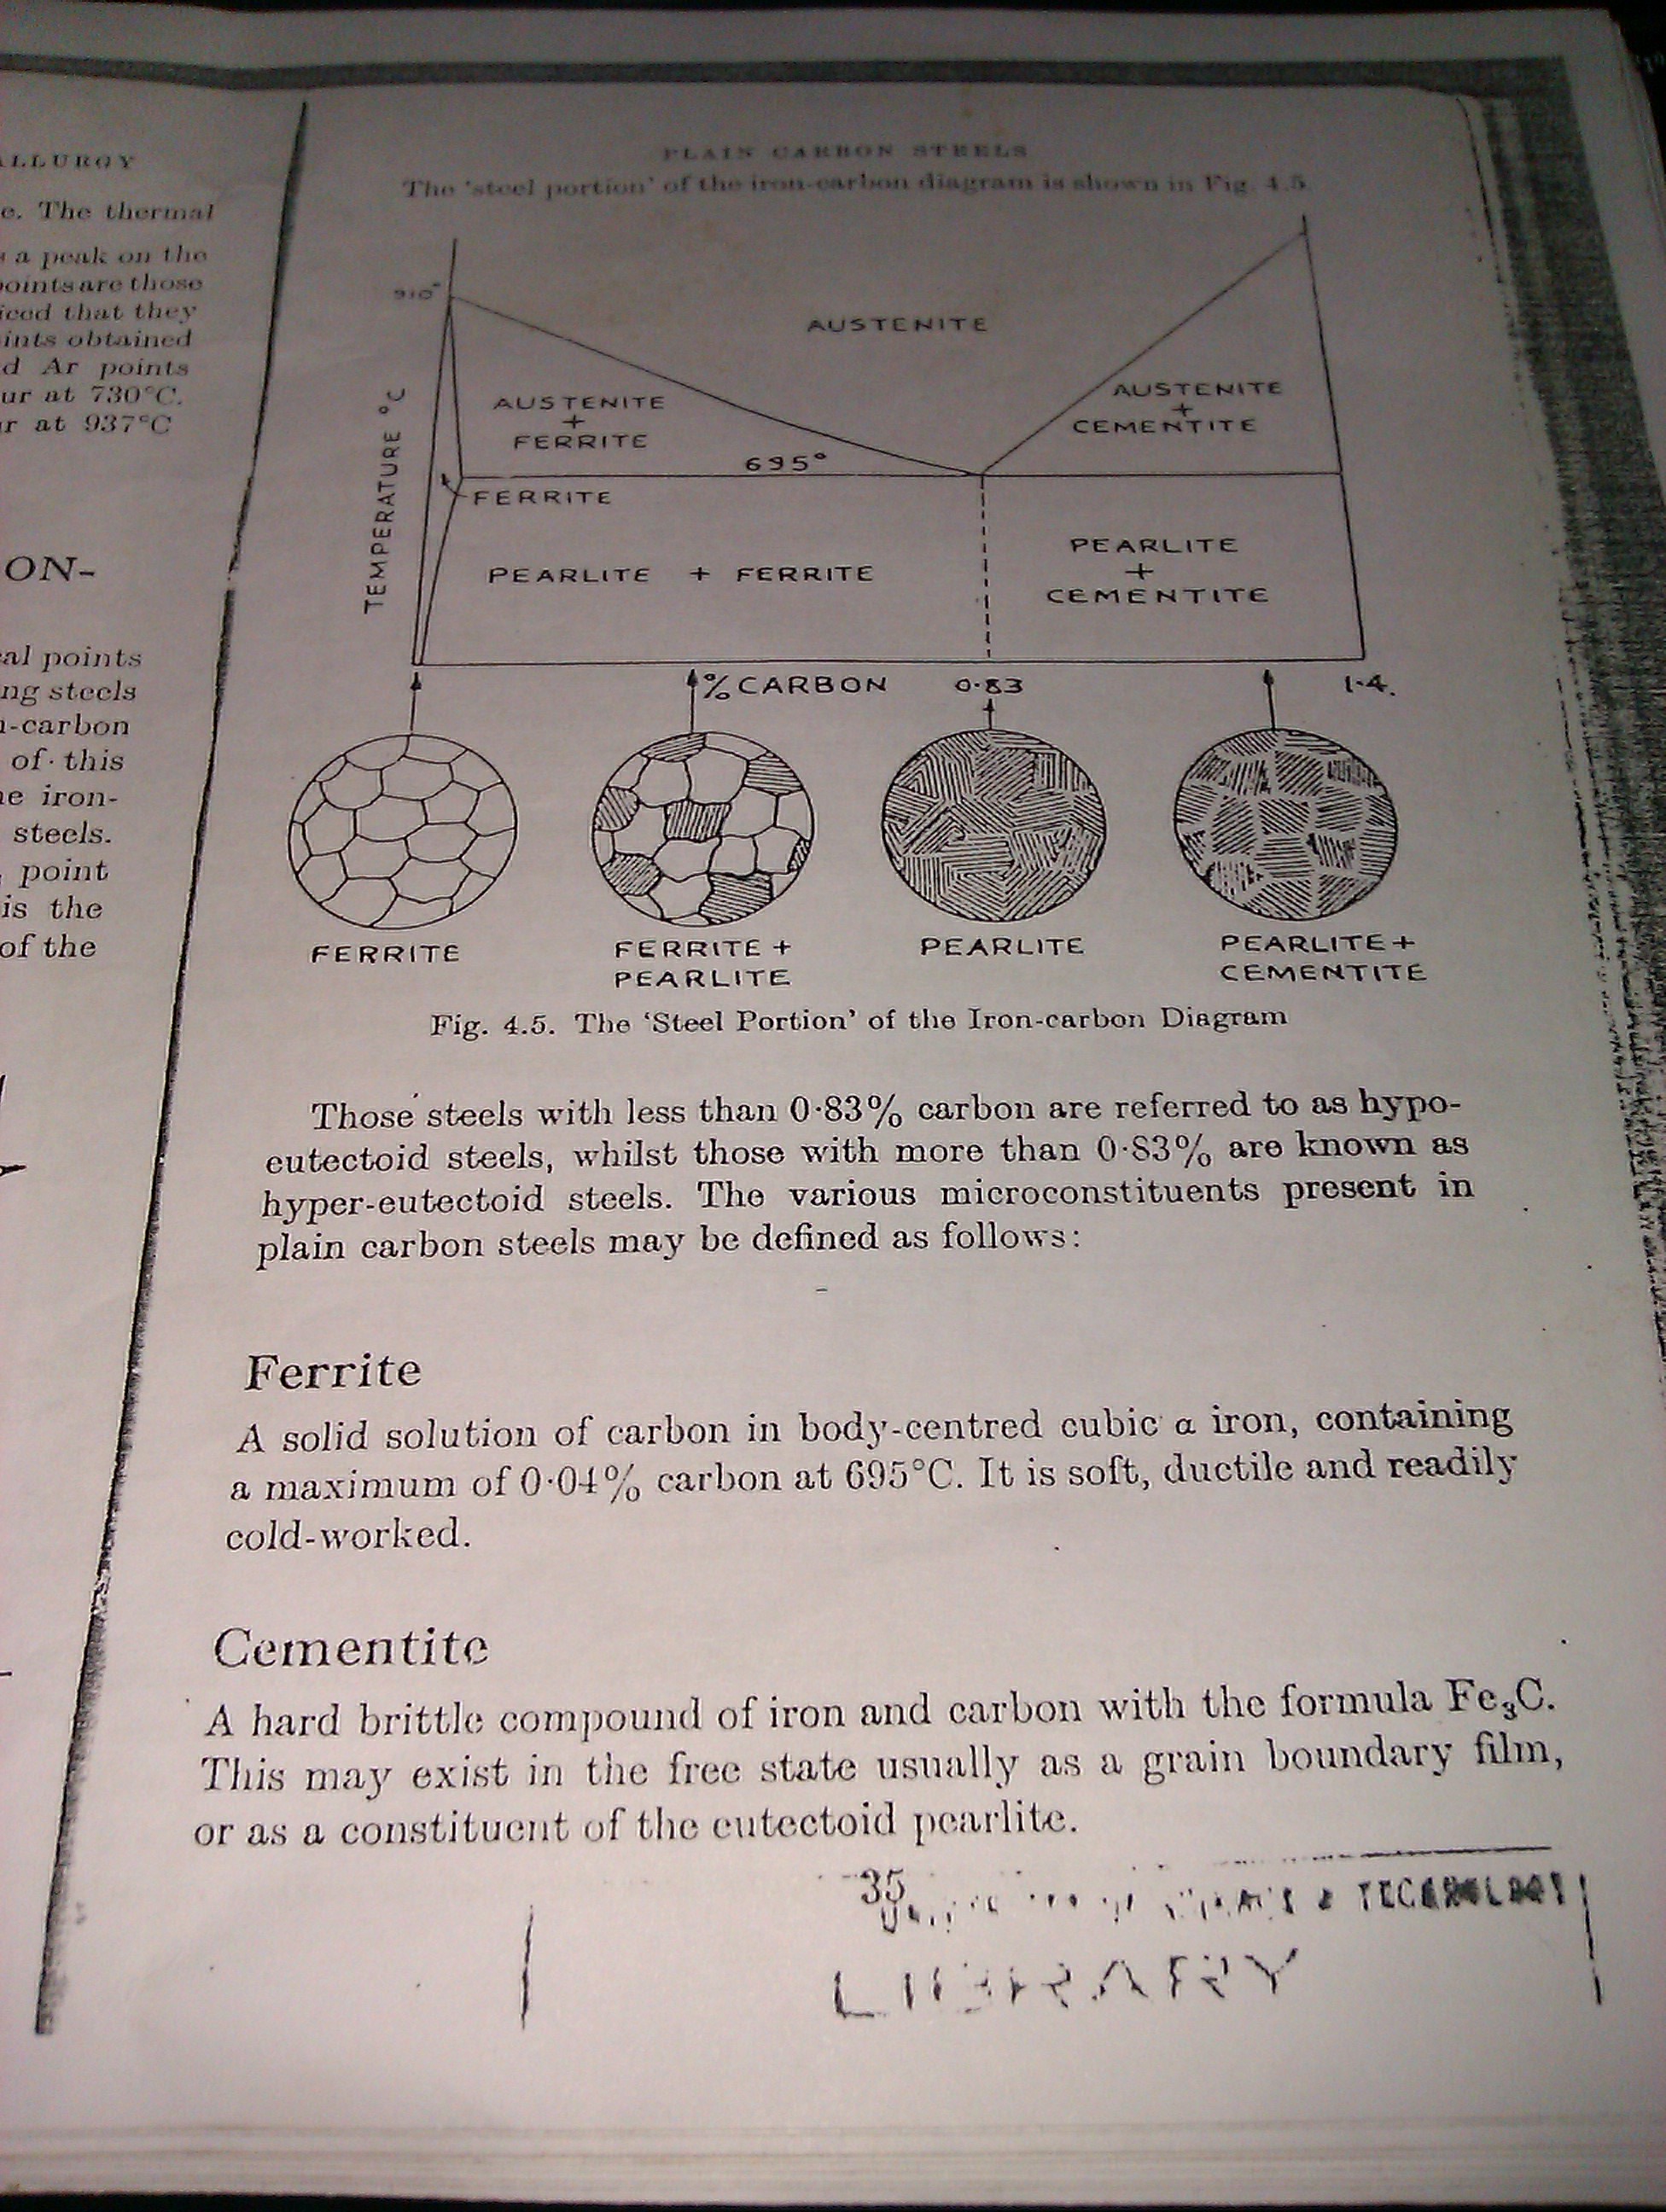 ALLURGY
e. The thermal
s a peak on the
points are those
iced that they
ints obtained
d Ar points
ur at 730°C.
r at 937°C
ON-
cal points
ng steels
n-carbon
of this
he iron-
steels.
point
is the
of the
PLAIN CARBON STEELS
The 'steel portion' of the iron-carbon diagram is shown in Fig. 4.5.
910°
AUSTENITE
AUSTENITE
+
FERRITE
AUSTENITE
+
CEMENTITE
695°
FERRITE
TEMPERATURE °C
PEARLITE + FERRITE
PEARLITE
+
CEMENTITE
% CARBON 0·83 1·4.
FERRITE
FERRITE +
PEARLITE
PEARLITE
PEARLITE +
CEMENTITE
Fig. 4.5. The 'Steel Portion' of the Iron-carbon Diagram
Those steels with less than 0·83% carbon are referred to as hypo-
eutectoid steels, whilst those with more than 0·83% are known as
hyper-eutectoid steels. The various microconstituents present in
plain carbon steels may be defined as follows:
Ferrite
A solid solution of carbon in body-centred cubic α iron, containing
a maximum of 0·04% carbon at 695°C. It is soft, ductile and readily
cold-worked.
Cementite
A hard brittle compound of iron and carbon with the formula Fe₃C.
This may exist in the free state usually as a grain boundary film,
or as a constituent of the eutectoid pearlite.
35
& TECHNOLOGY
LIBRARY